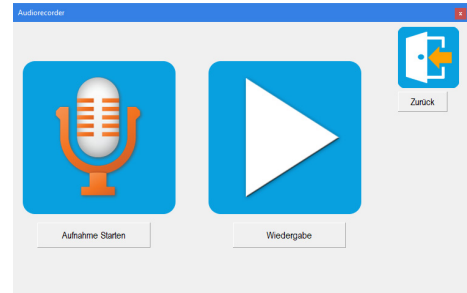 Audiorecorder
x
Zurück
Aufnahme Starten
Wiedergabe